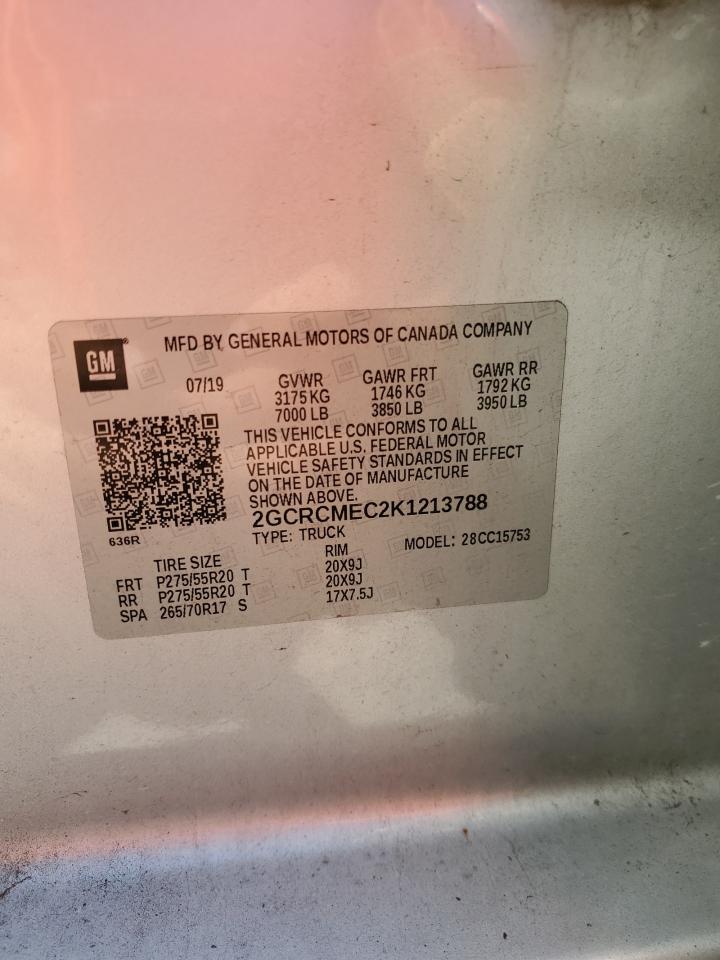 GM
MFD BY GENERAL MOTORS OF CANADA COMPANY
07/19 GVWR GAWR FRT GAWR RR
3175 KG 1746 KG 1792 KG
7000 LB 3850 LB 3950 LB
THIS VEHICLE CONFORMS TO ALL
APPLICABLE U.S. FEDERAL MOTOR
VEHICLE SAFETY STANDARDS IN EFFECT
ON THE DATE OF MANUFACTURE
SHOWN ABOVE.
2GCRCMEC2K1213788
636R
TYPE: TRUCK MODEL: 28CC15753
TIRE SIZE RIM
FRT P275/55R20 T 20X9J
RR P275/55R20 T 20X9J
SPA 265/70R17 S 17X7.5J